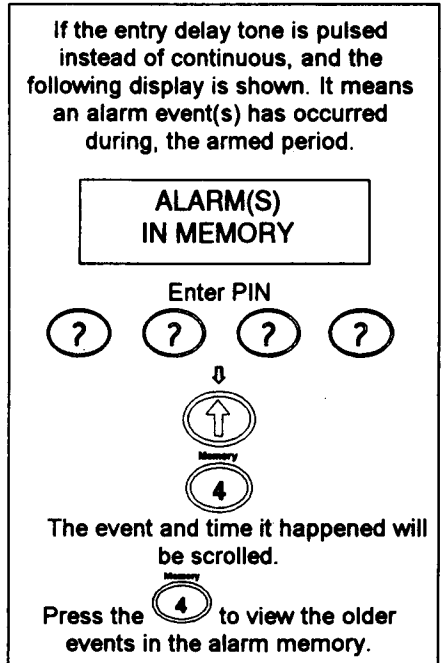 If the entry delay tone is pulsed
instead of continuous, and the
following display is shown. It means
an alarm event(s) has occurred
during, the armed period.
ALARM(S)
IN MEMORY
Enter PIN
? ? ? ?
Memory
4
The event and time it happened will
be scrolled.
Memory
Press the 4 to view the older
events in the alarm memory.